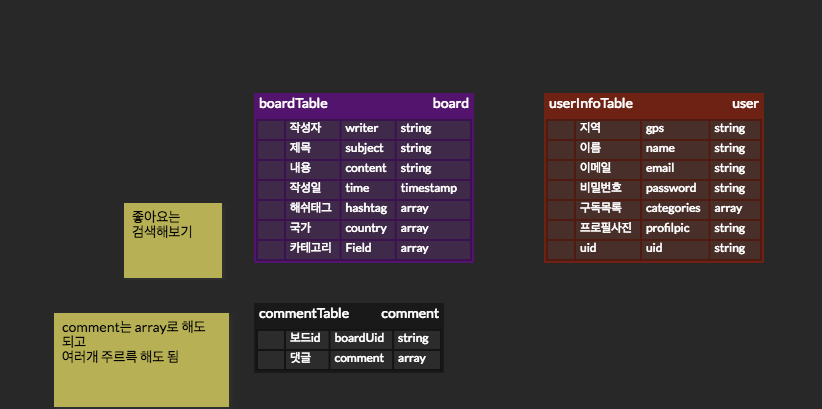 boardTable board
작성자 writer string
제목 subject string
내용 content string
작성일 time timestamp
해쉬태그 hashtag array
국가 country array
카테고리 Field array
userInfoTable user
지역 gps string
이름 name string
이메일 email string
비밀번호 password string
구독목록 categories array
프로필사진 profilpic string
uid uid string
좋아요는
검색해보기
commentTable comment
보드id boardUid string
댓글 comment array
comment는 array로 해도
되고
여러개 주르륵 해도 됨